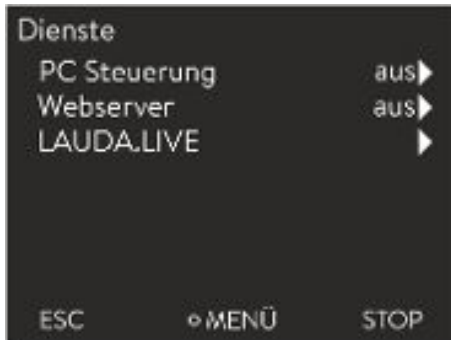 Dienste
PC Steuerung aus
Webserver aus
LAUDA.LIVE
ESC MENÜ STOP